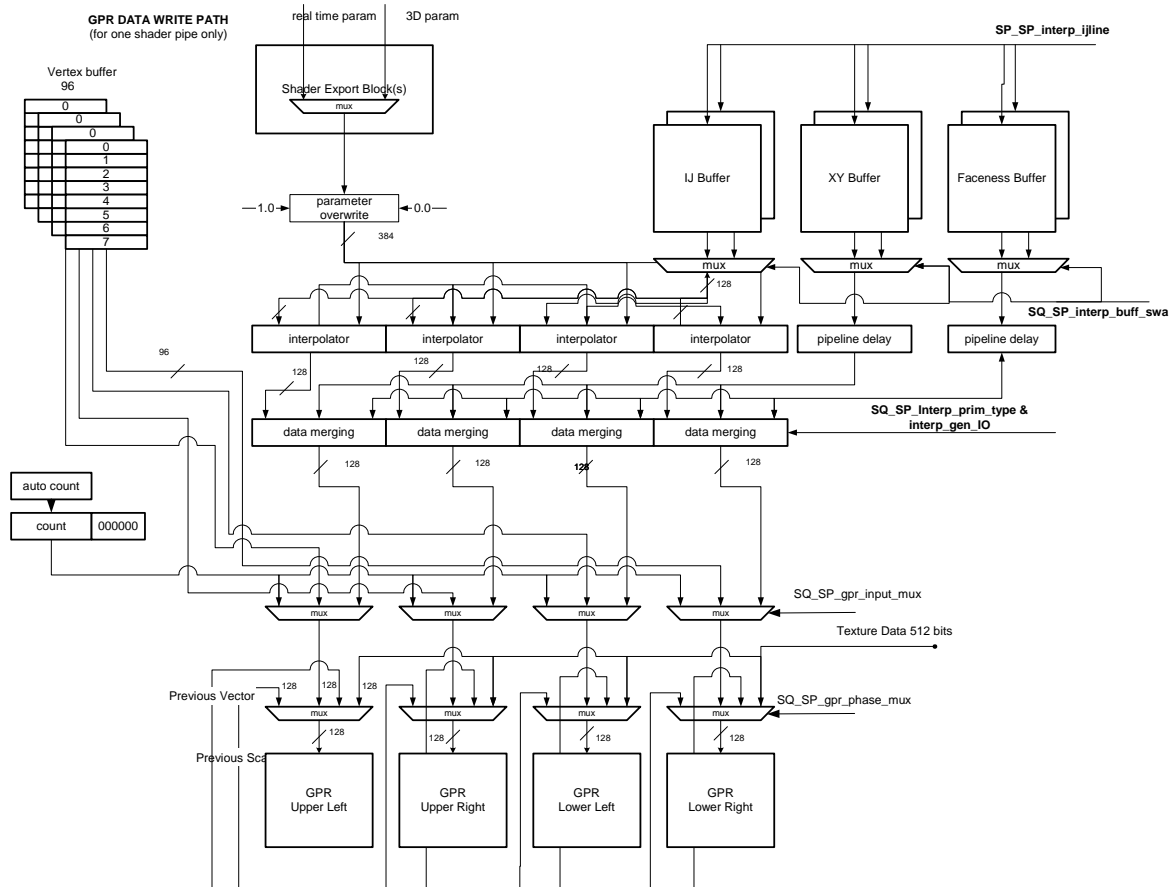 GPR DATA WRITE PATH
(for one shader pipe only)
real time param
3D param
SP_SP_interp_ijline
Vertex buffer
96
0
0
0
0
1
2
3
4
5
6
7
Shader Export Block(s)
mux
IJ Buffer
XY Buffer
Faceness Buffer
1.0
parameter
overwrite
0.0
384
mux
mux
mux
128
SQ_SP_interp_buff_swa
interpolator
interpolator
interpolator
interpolator
pipeline delay
pipeline delay
96
128
128
128
128
SQ_SP_Interp_prim_type &
interp_gen_IO
data merging
data merging
data merging
data merging
128
128
128
128
auto count
count
000000
mux
mux
mux
mux
SQ_SP_gpr_input_mux
Texture Data 512 bits
Previous Vector
128
128
128
128
mux
mux
mux
mux
SQ_SP_gpr_phase_mux
128
128
128
128
Previous Sca
GPR
Upper Left
GPR
Upper Right
GPR
Lower Left
GPR
Lower Right